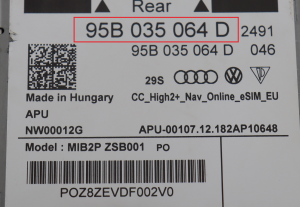 Rear
95B 035 064 D 2491
95B 035 064 D 046
29S
Made in Hungary CC_High2+_Nav_Online_eSIM_EU
APU
NW00012G APU-00107.12.182AP10648
Model : MIB2P ZSB001 PO
POZ8ZEVDF002V0